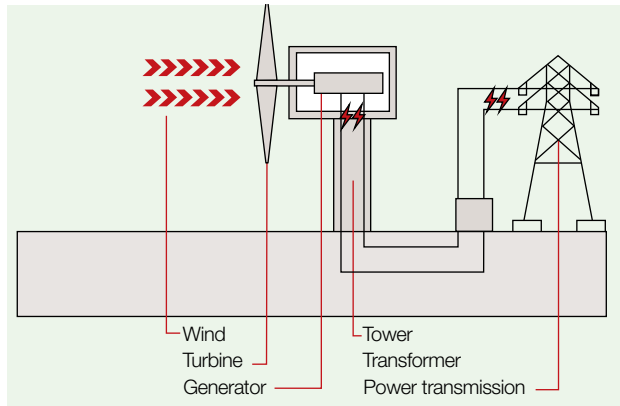 Wind
Turbine
Generator
Tower
Transformer
Power transmission